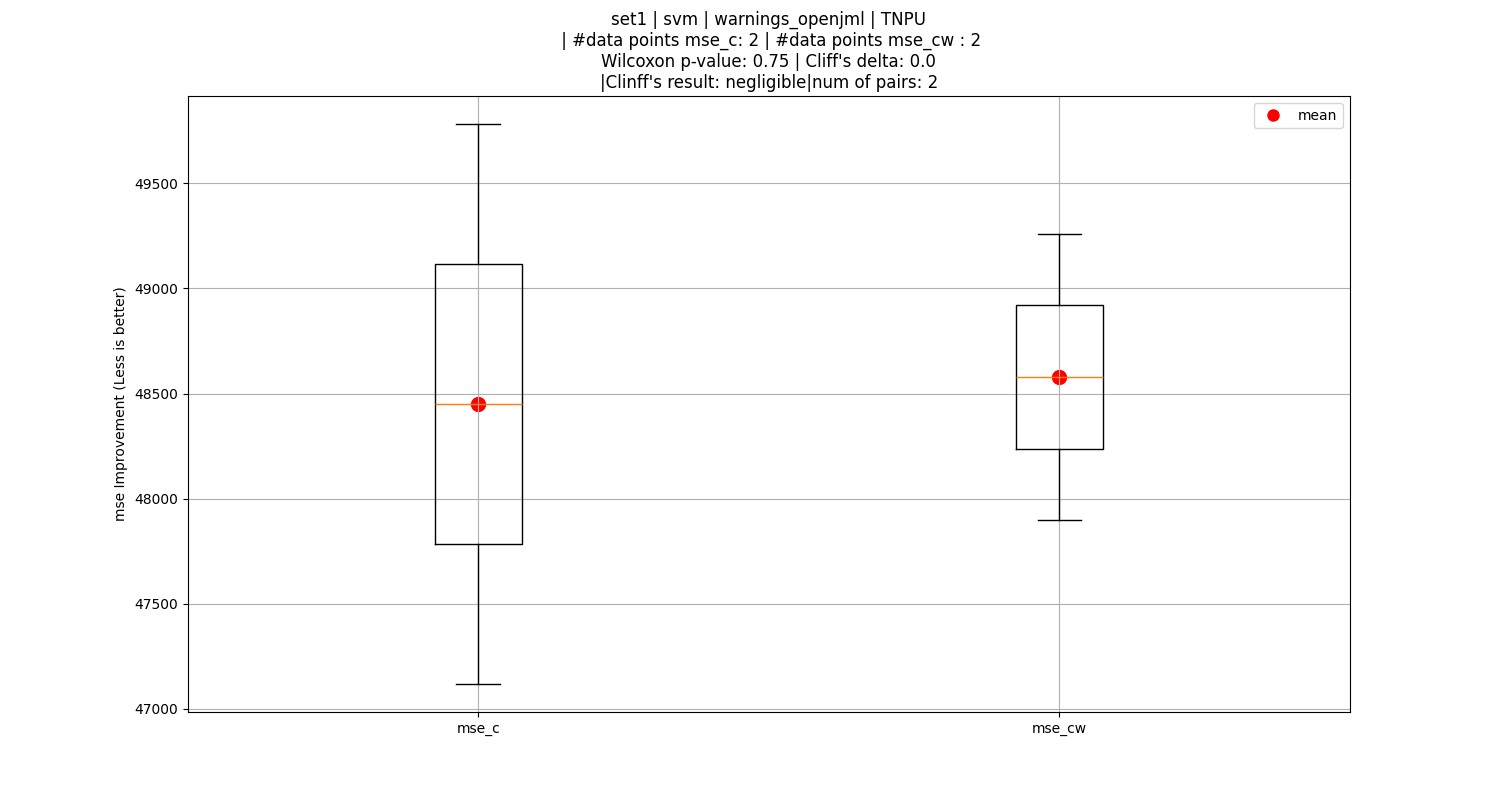 set1 | svm | warnings_openjml | TNPU
| #data points mse_c: 2 | #data points mse_cw : 2
Wilcoxon p-value: 0.75 | Cliff's delta: 0.0
|Clinff's result: negligible|num of pairs: 2
mean
mse Improvement (Less is better)
49500
49000
48500
48000
47500
47000
mse_c
mse_cw